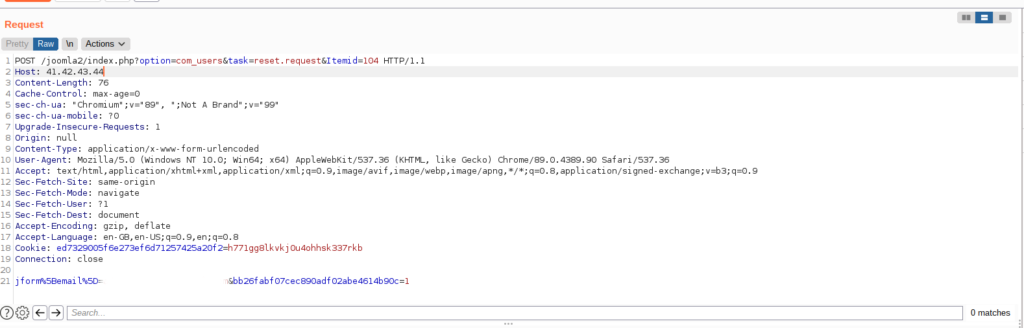 Request
Pretty Raw \n Actions
1 POST /joomla2/index.php?option=com_users&task=reset.request&Itemid=104 HTTP/1.1
2 Host: 41.42.43.44
3 Content-Length: 76
4 Cache-Control: max-age=0
5 sec-ch-ua: "Chromium";v="89", ";Not A Brand";v="99"
6 sec-ch-ua-mobile: ?0
7 Upgrade-Insecure-Requests: 1
8 Origin: null
9 Content-Type: application/x-www-form-urlencoded
10 User-Agent: Mozilla/5.0 (Windows NT 10.0; Win64; x64) AppleWebKit/537.36 (KHTML, like Gecko) Chrome/89.0.4389.90 Safari/537.36
11 Accept: text/html,application/xhtml+xml,application/xml;q=0.9,image/avif,image/webp,image/apng,*/*;q=0.8,application/signed-exchange;v=b3;q=0.9
12 Sec-Fetch-Site: same-origin
13 Sec-Fetch-Mode: navigate
14 Sec-Fetch-User: ?1
15 Sec-Fetch-Dest: document
16 Accept-Encoding: gzip, deflate
17 Accept-Language: en-GB,en-US;q=0.9,en;q=0.8
18 Cookie: ed7329005f6e273ef6d71257425a20f2=h771gg8lkvkj0u4ohhsk337rkb
19 Connection: close
20
21 jform%5Bemail%5D= &bb26fabf07cec890adf02abe4614b90c=1
Search... 0 matches